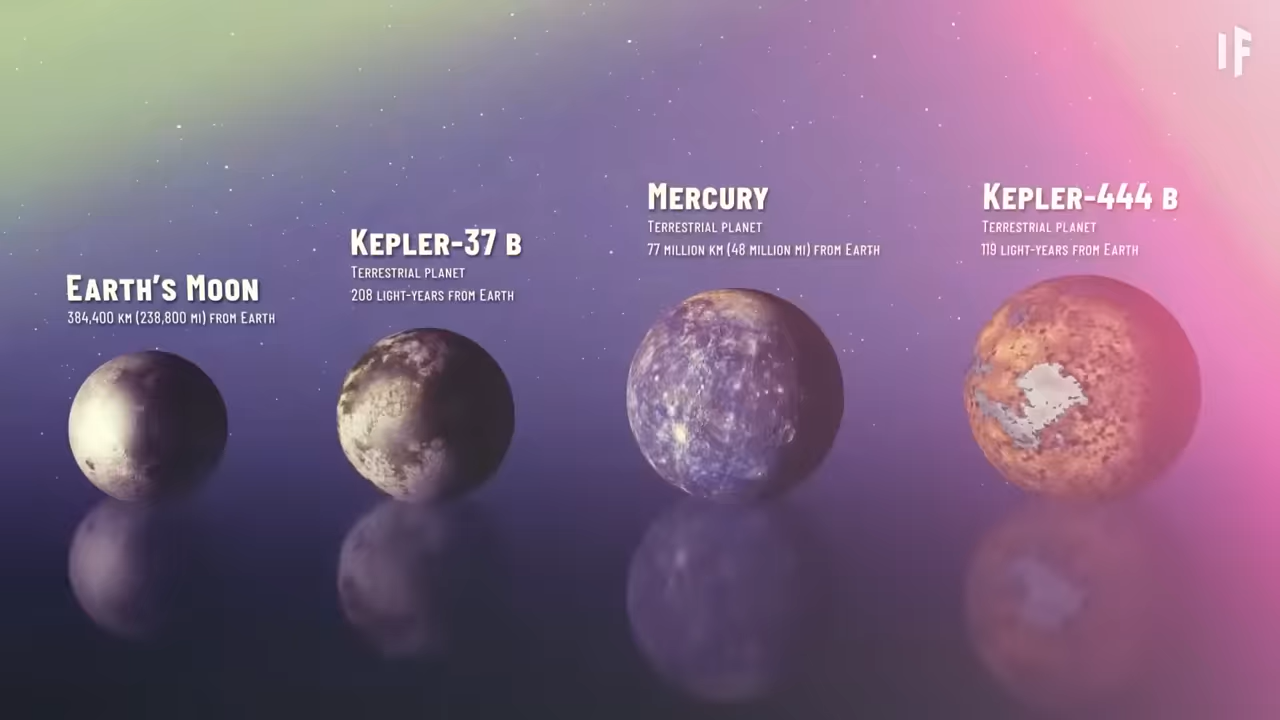 IF
Earth's Moon
384,400 km (238,800 mi) from Earth
Kepler-37 b
Terrestrial planet
208 light-years from Earth
Mercury
Terrestrial planet
77 million km (48 million mi) from Earth
Kepler-444 b
Terrestrial planet
119 light-years from Earth